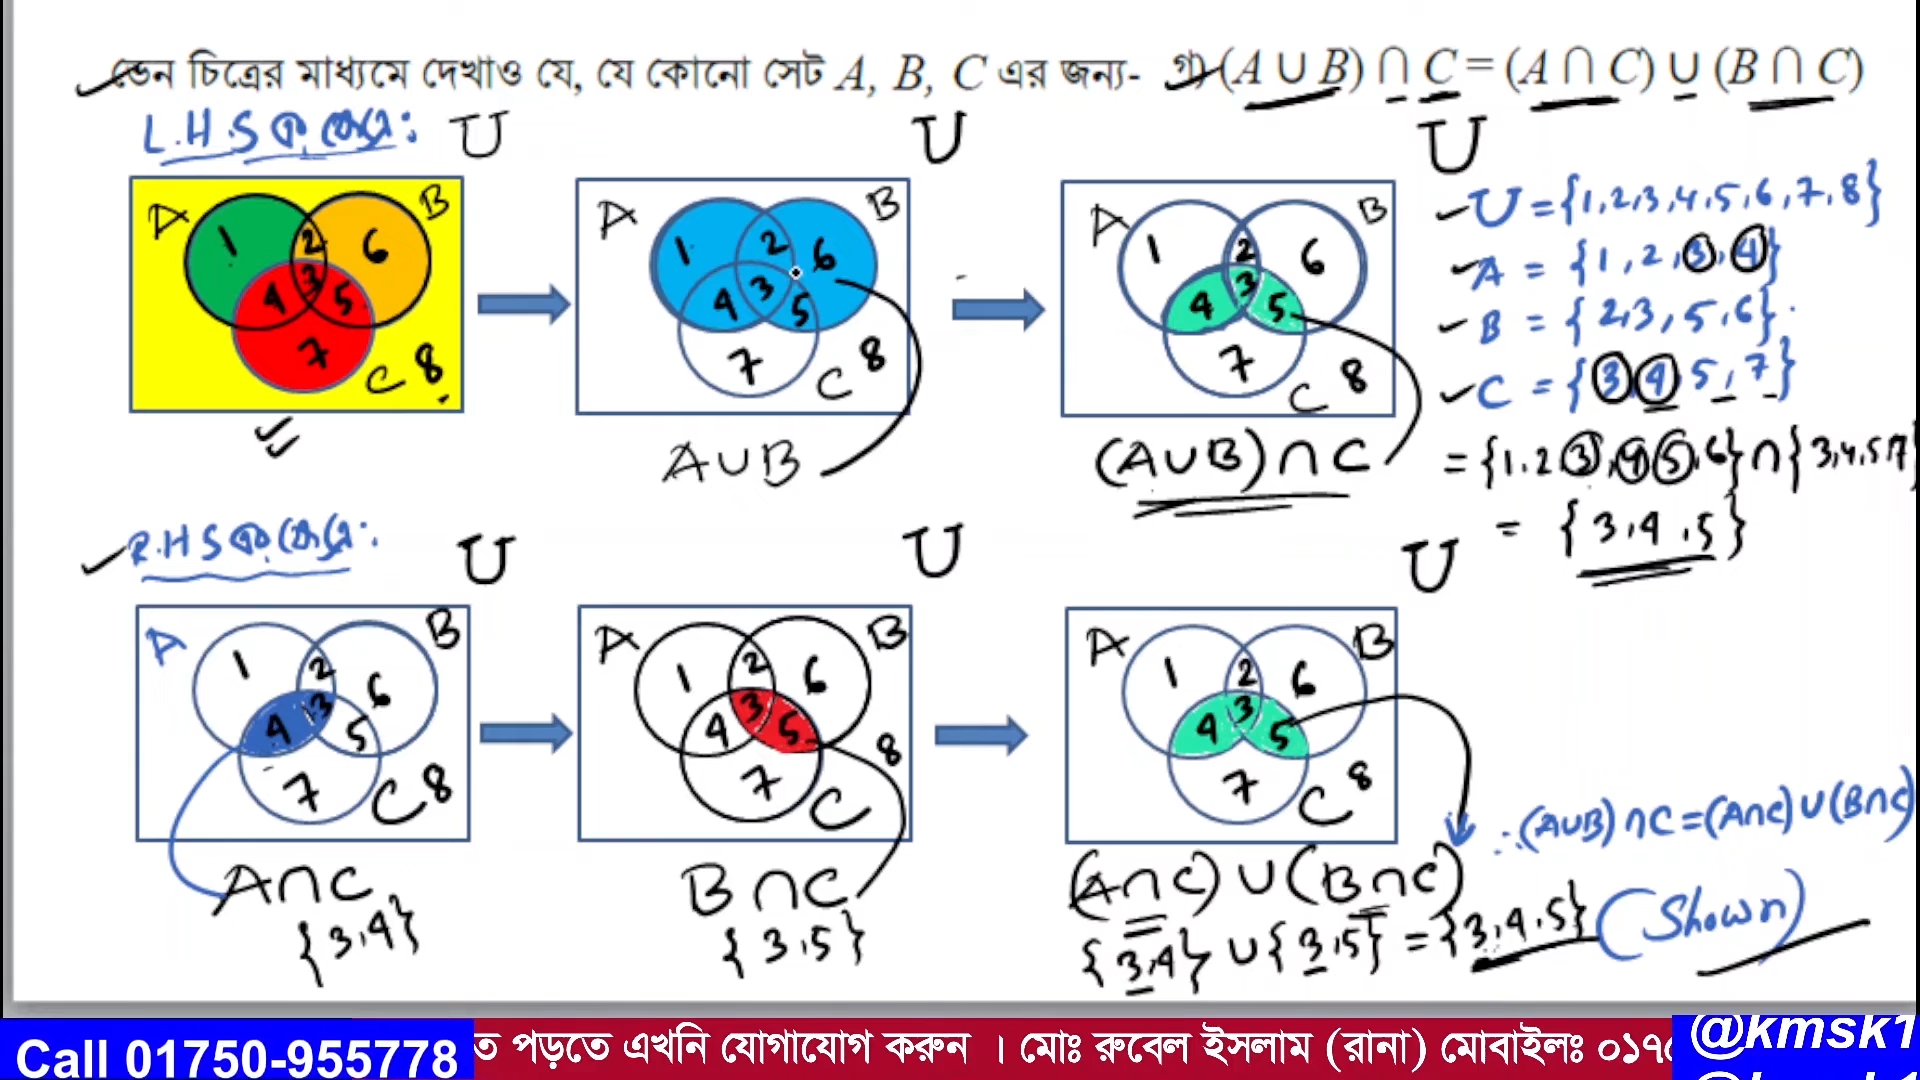 ভেন চিত্রের মাধ্যমে দেখাও যে, যে কোনো সেট A, B, C এর জন্য- গ) (A ∪ B) ∩ C = (A ∩ C) ∪ (B ∩ C)
L.H.S এর ক্ষেত্রে:
U U U
A B 1 2 3 4 5 6 7 C 8
A B 1 2 3 4 5 6 7 C 8
A B 1 2 3 4 5 6 7 C 8
A∪B
(A∪B)∩C
U = {1,2,3,4,5,6,7,8}
A = {1,2,3,4}
B = {2,3,5,6}
C = {3,4,5,7}
= {1,2,3,4,5,6}∩{3,4,5,7}
= {3,4,5}
R.H.S এর ক্ষেত্রে:
U U U
A B 1 2 3 4 5 6 7 C 8
A B 1 2 3 4 5 6 7 C 8
A B 1 2 3 4 5 6 7 C 8
A∩C
{3,4}
B∩C
{3,5}
(A∩C)∪(B∩C)
{3,4}∪{3,5} = {3,4,5}
∴(A∪B)∩C=(A∩C)∪(B∩C)
(Shown)
Call 01750-955778
ত পড়তে এখনি যোগাযোগ করুন । মোঃ রুবেল ইসলাম (রানা) মোবাইলঃ ০১৭
@kmsk1